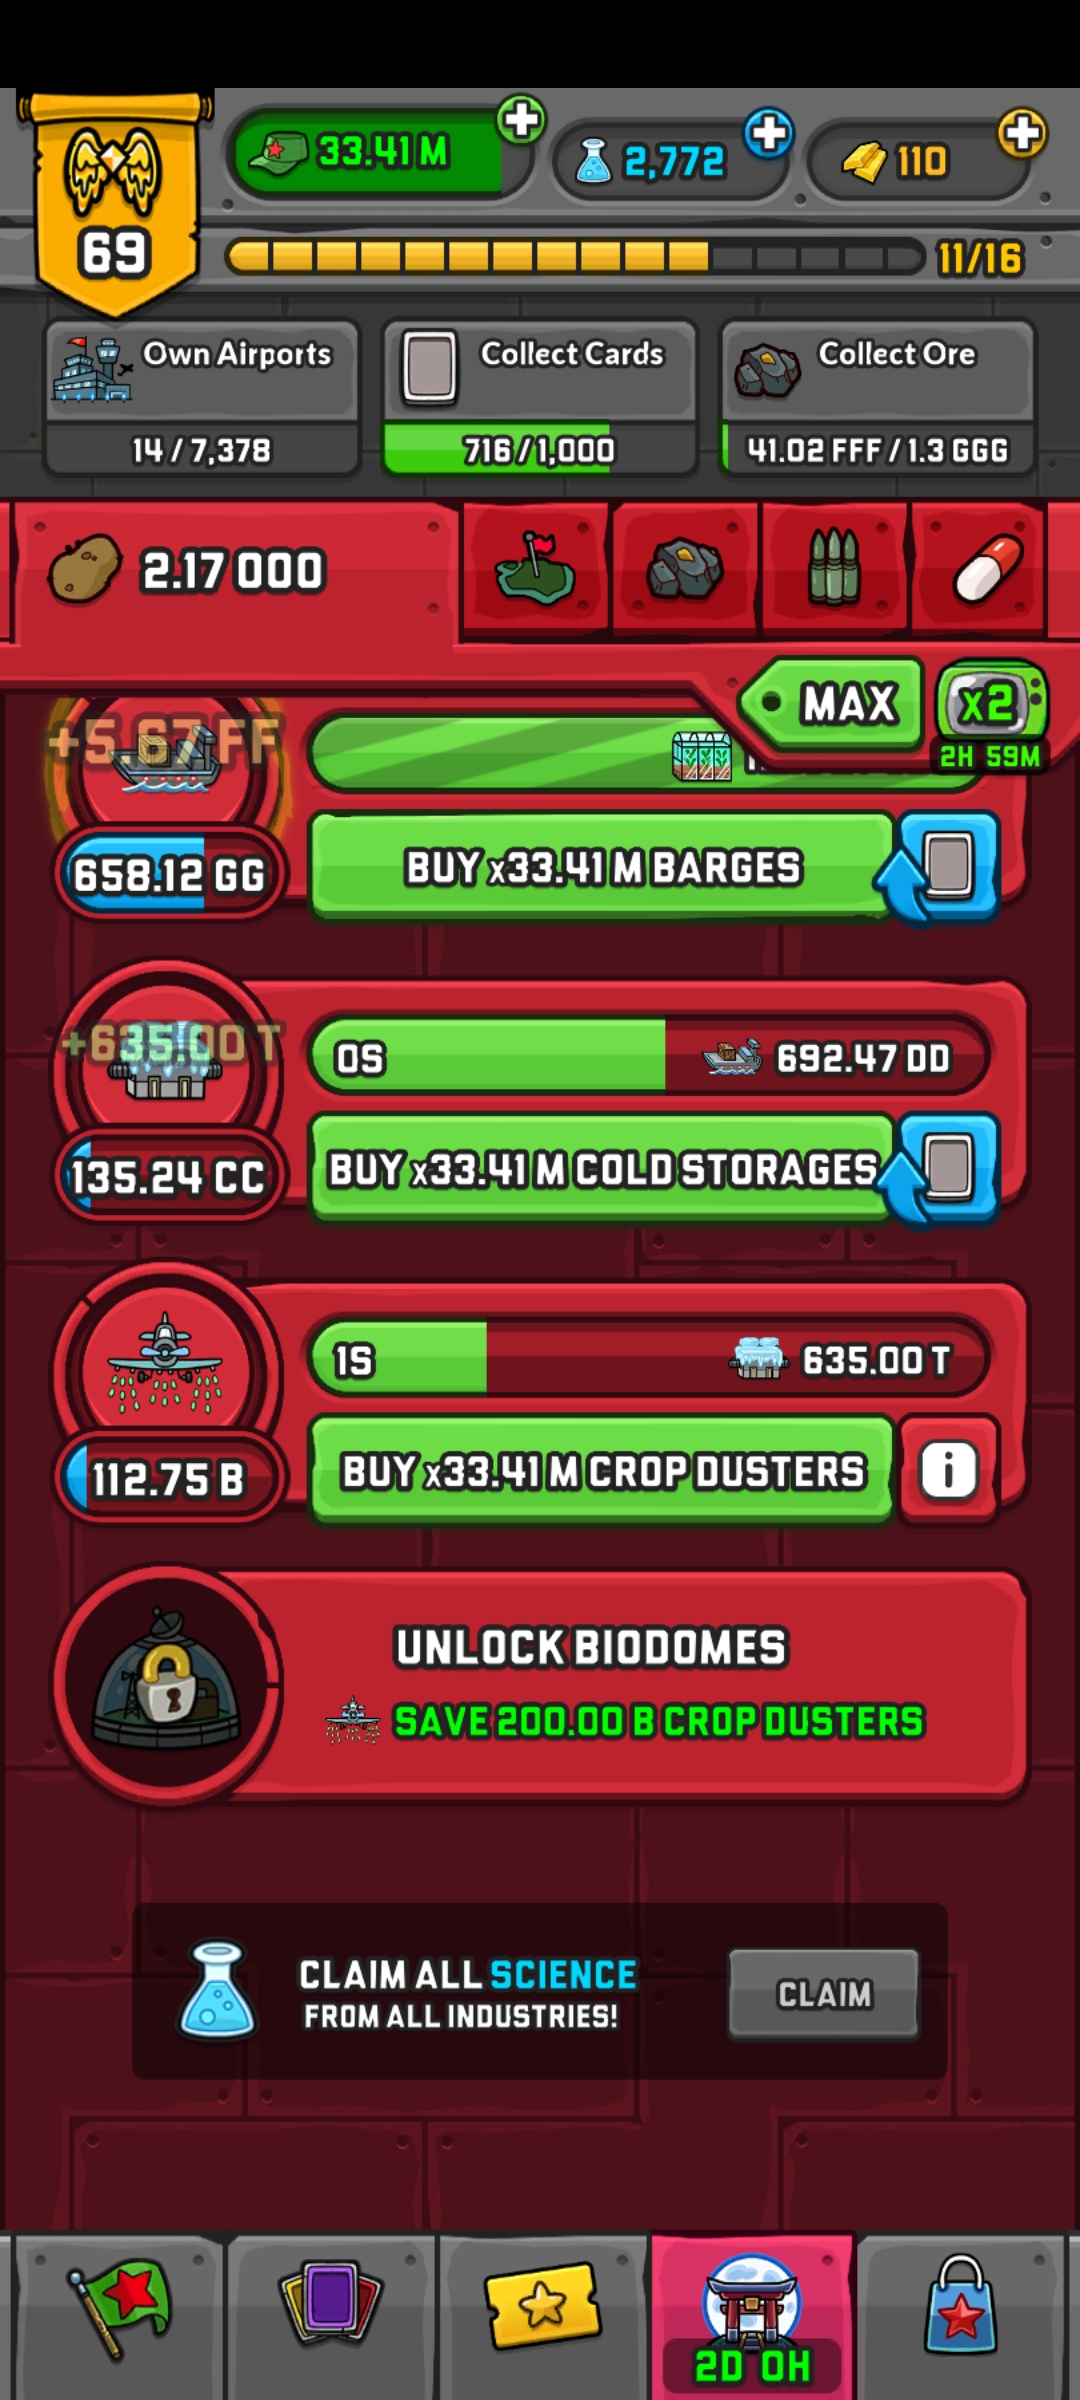 69
33.41 M
2,772
110
11/16
Own Airports
14 / 7,378
Collect Cards
716 / 1,000
Collect Ore
41.02 FFF / 1.3 GGG
2.17 OOO
MAX
x2
2H 59M
+5.67 FF
658.12 GG
BUY x33.41 M BARGES
+635.00 T
0S
692.47 DD
135.24 CC
BUY x33.41 M COLD STORAGES
1S
635.00 T
112.75 B
BUY x33.41 M CROP DUSTERS
i
UNLOCK BIODOMES
SAVE 200.00 B CROP DUSTERS
CLAIM ALL SCIENCE
FROM ALL INDUSTRIES!
CLAIM
2D 0H